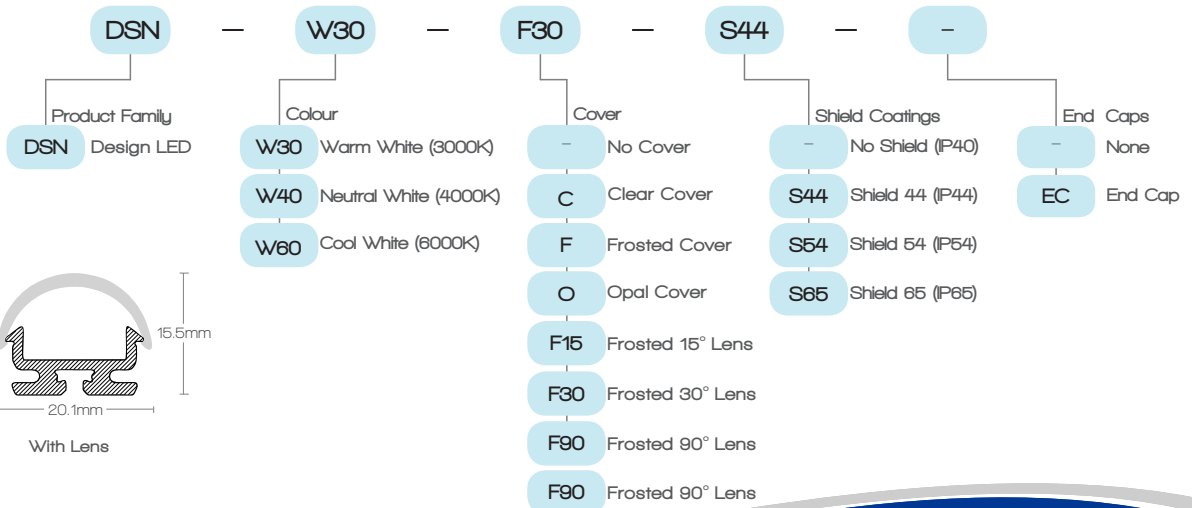 DSN — W30 — F30 — S44 — -
Product Family
DSN Design LED
Colour
W30 Warm White (3000K)
W40 Neutral White (4000K)
W60 Cool White (6000K)
Cover
- No Cover
C Clear Cover
F Frosted Cover
O Opal Cover
F15 Frosted 15° Lens
F30 Frosted 30° Lens
F90 Frosted 90° Lens
F90 Frosted 90° Lens
Shield Coatings
- No Shield (IP40)
S44 Shield 44 (IP44)
S54 Shield 54 (IP54)
S65 Shield 65 (IP65)
End Caps
- None
EC End Cap
15.5mm
20.1mm
With Lens